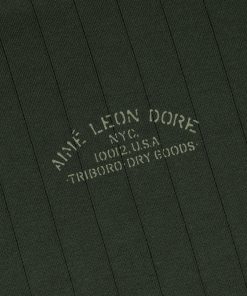 AIMÉ LEON DORE
NYC.
10012.U.S.A
·TRIBORO·DRY GOODS·